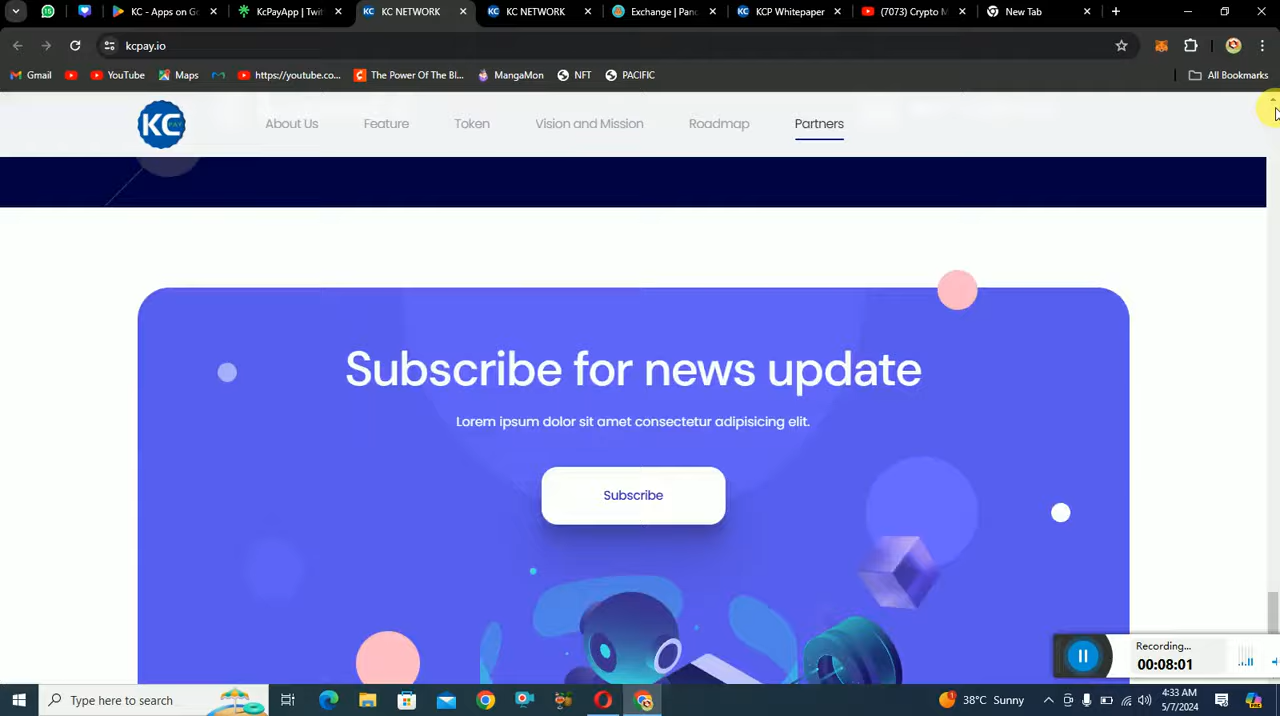 KC - Apps on Go
KcPayApp | Twit
KC NETWORK
KC NETWORK
Exchange | Panc
KCP Whitepaper
(7073) Crypto M
New Tab
kcpay.io
Gmail
YouTube
Maps
https://youtube.co...
The Power Of The Bl...
MangaMon
NFT
PACIFIC
All Bookmarks
KC PAY
About Us
Feature
Token
Vision and Mission
Roadmap
Partners
Subscribe for news update
Lorem ipsum dolor sit amet consectetur adipisicing elit.
Subscribe
Recording...
00:08:01
Type here to search
38°C Sunny
4:33 AM
5/7/2024